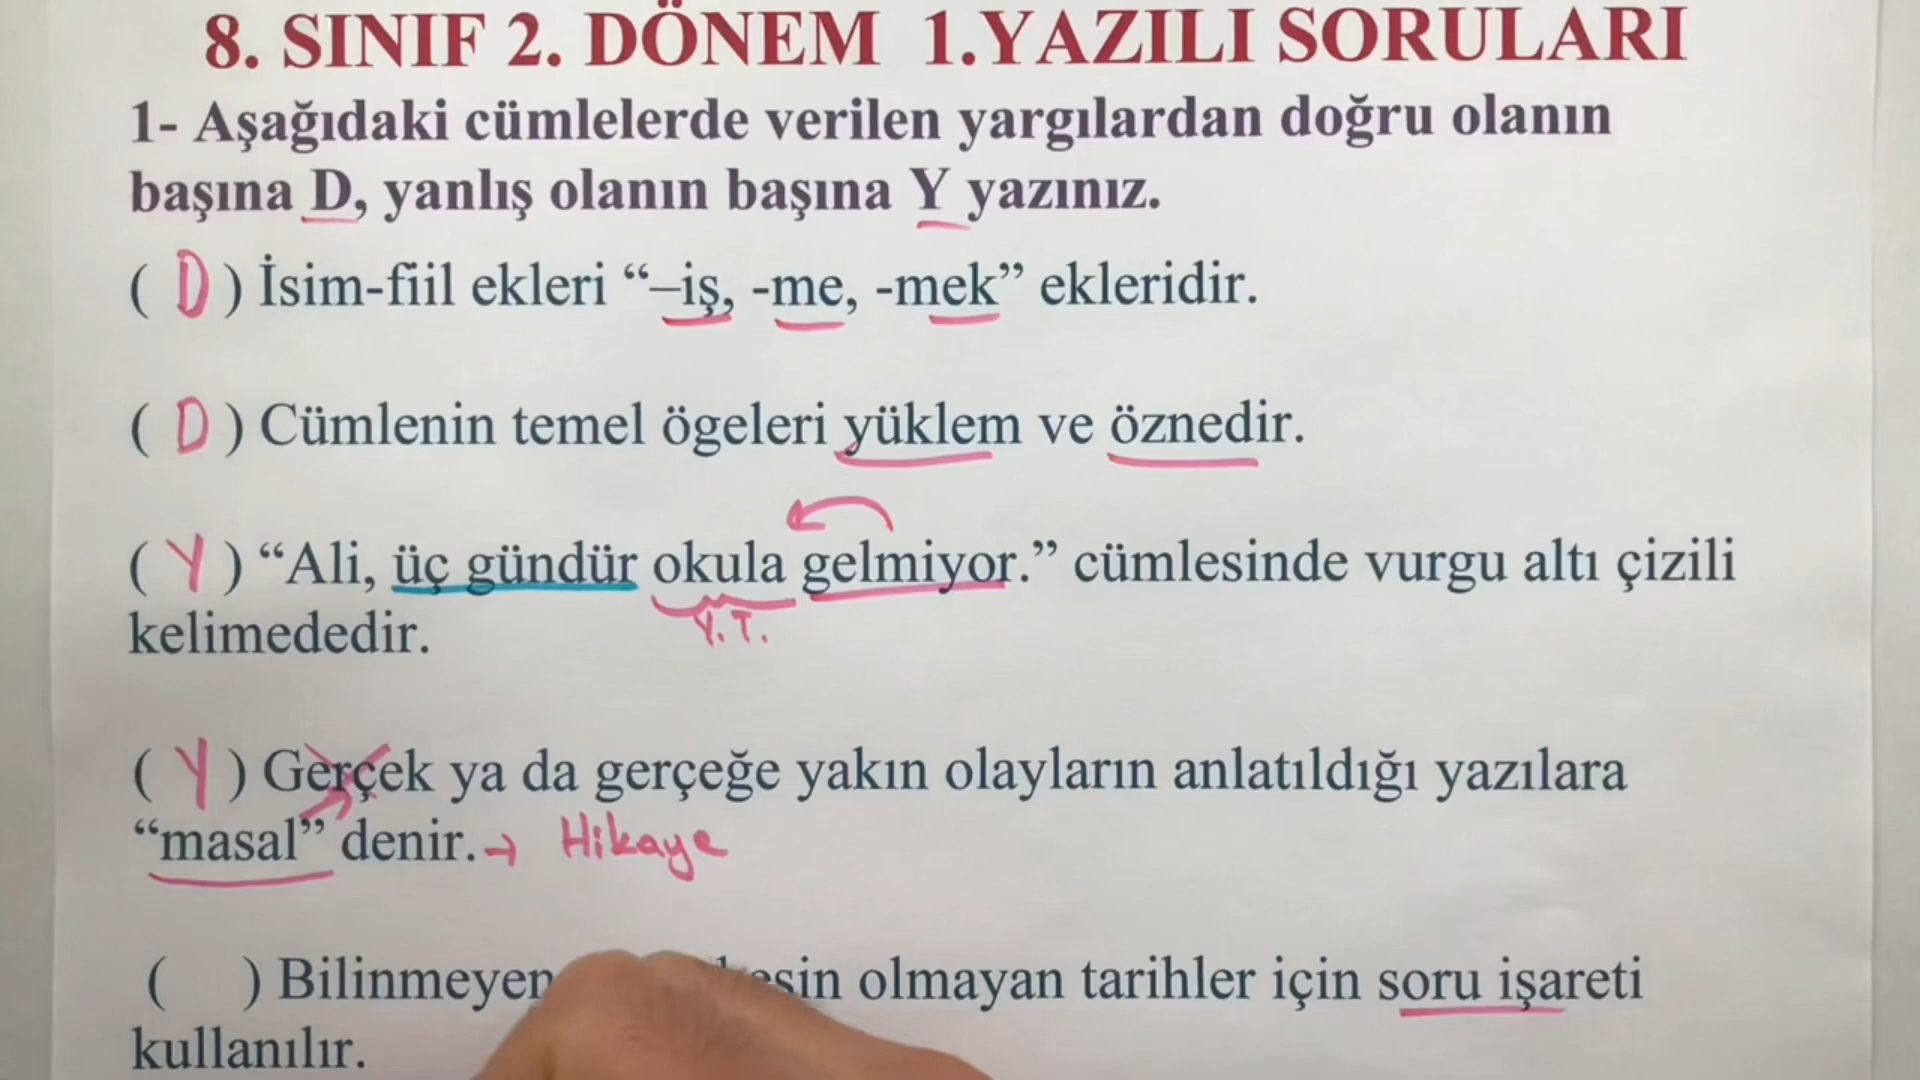 8. SINIF 2. DÖNEM 1.YAZILI SORULARI
1- Aşağıdaki cümlelerde verilen yargılardan doğru olanın
başına D, yanlış olanın başına Y yazınız.
( D ) İsim-fiil ekleri “–iş, -me, -mek” ekleridir.
( D ) Cümlenin temel ögeleri yüklem ve öznedir.
( Y ) “Ali, üç gündür okula gelmiyor.” cümlesinde vurgu altı çizili
Y.T.
kelimededir.
( Y ) Gerçek ya da gerçeğe yakın olayların anlatıldığı yazılara
“masal” denir. → Hikaye
( ) Bilinmeyen olmayan tarihler için soru işareti
kullanılır.